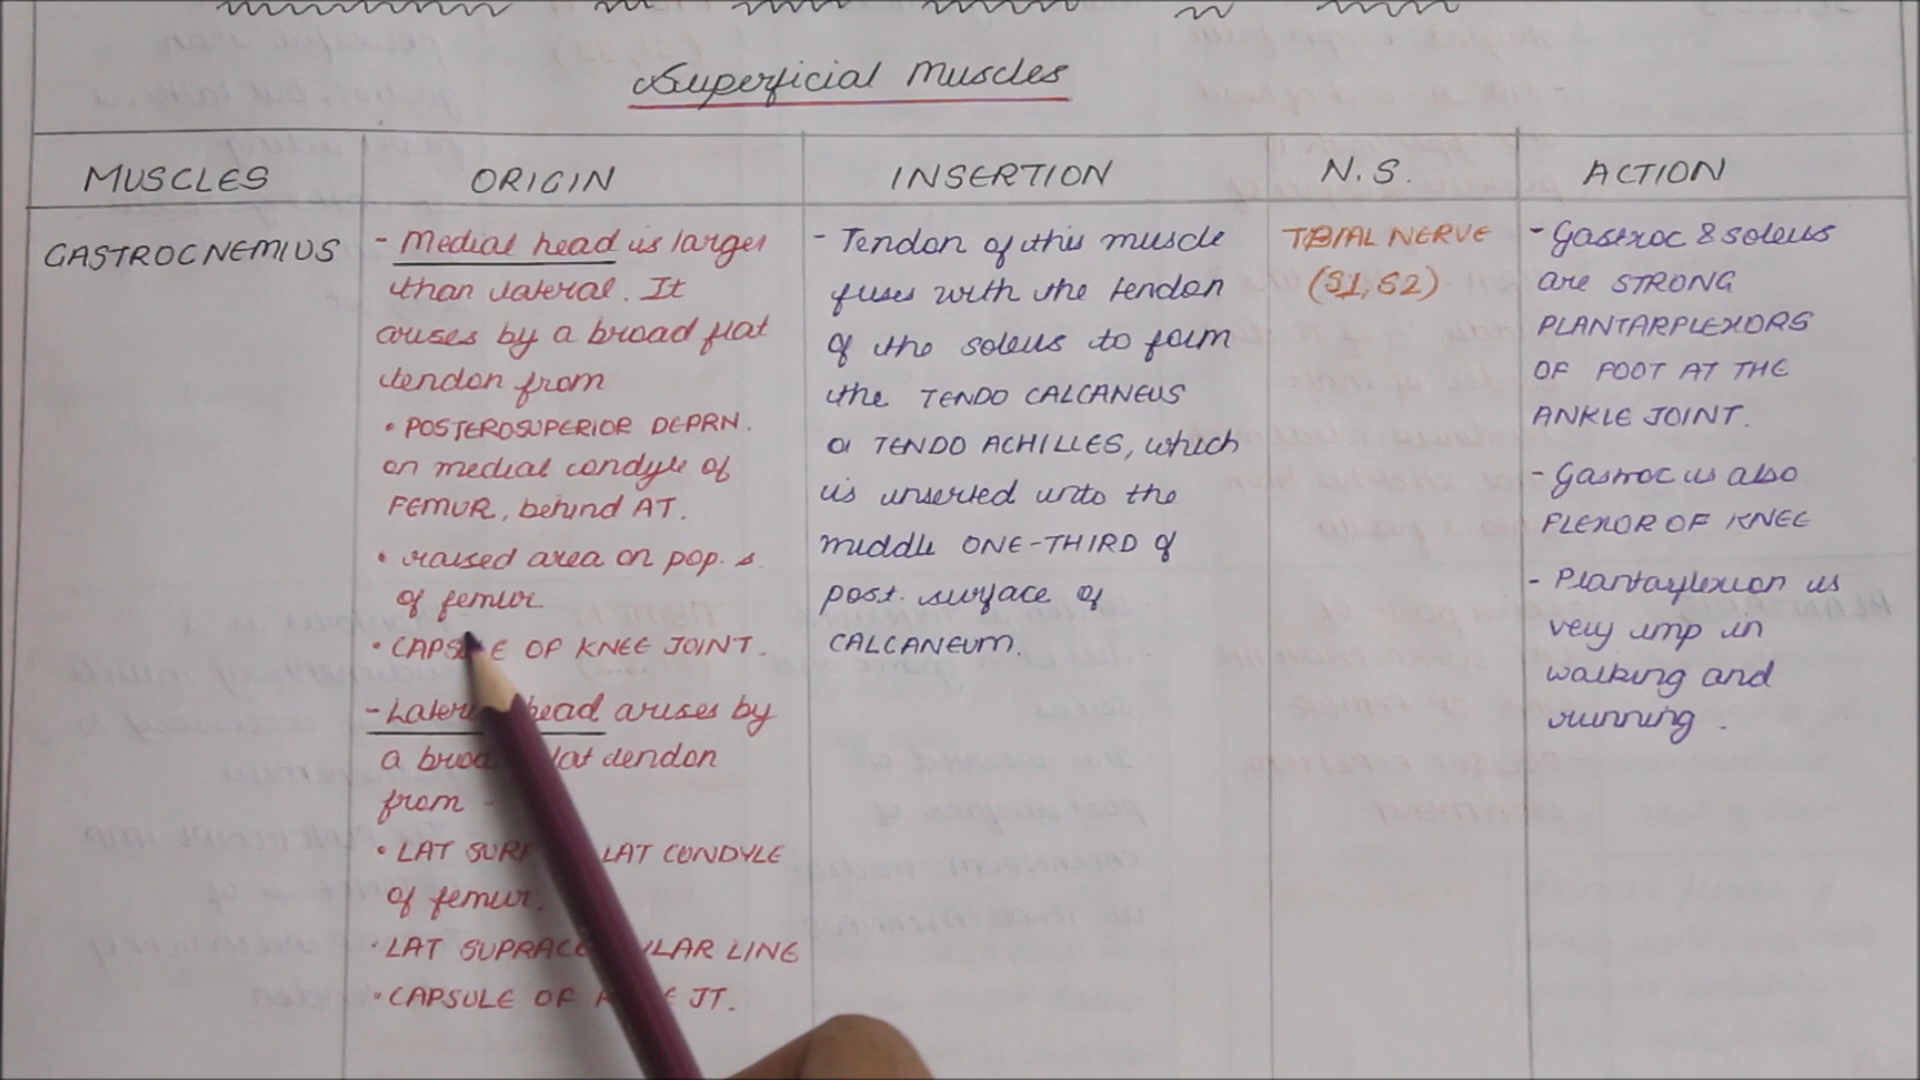 Superficial Muscles
MUSCLES ORIGIN INSERTION N.S. ACTION
GASTROCNEMIUS
- Medial head is larger
than lateral. It
arises by a broad flat
tendon from
• POSTEROSUPERIOR DEPRN.
on medial condyle of
FEMUR, behind AT.
• raised area on pop. s.
of femur
• CAPSULE OF KNEE JOINT.
- Lateral head arises by
a broad flat tendon
from -
• LAT SURF LAT CONDYLE
of femur.
• LAT LINE
• CAPSULE OF JT.
- Tendon of this muscle
fuses with the tendon
of the soleus to form
the TENDO CALCANEUS
or TENDO ACHILLES, which
is inserted into the
middle ONE-THIRD of
post. surface of
CALCANEUM.
TIBIAL NERVE
(S1, S2).
- Gastroc & soleus
are STRONG
PLANTARFLEXORS
OF FOOT AT THE
ANKLE JOINT.
- Gastroc is also
FLEXOR OF KNEE
- Plantarflexion is
very imp in
walking and
running.